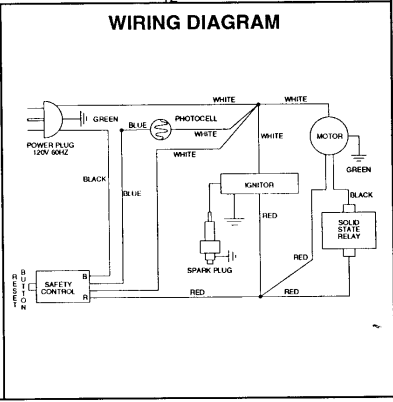 WIRING DIAGRAM
WHITE
WHITE
GREEN
BLUE
PHOTOCELL
WHITE
WHITE
MOTOR
POWER PLUG
120V 60HZ
WHITE
GREEN
BLACK
BLUE
IGNITOR
BLACK
RED
SOLID
STATE
RELAY
SPARK PLUG
RED
RESET
BUTTON
SAFETY
CONTROL
B
R
RED
RED